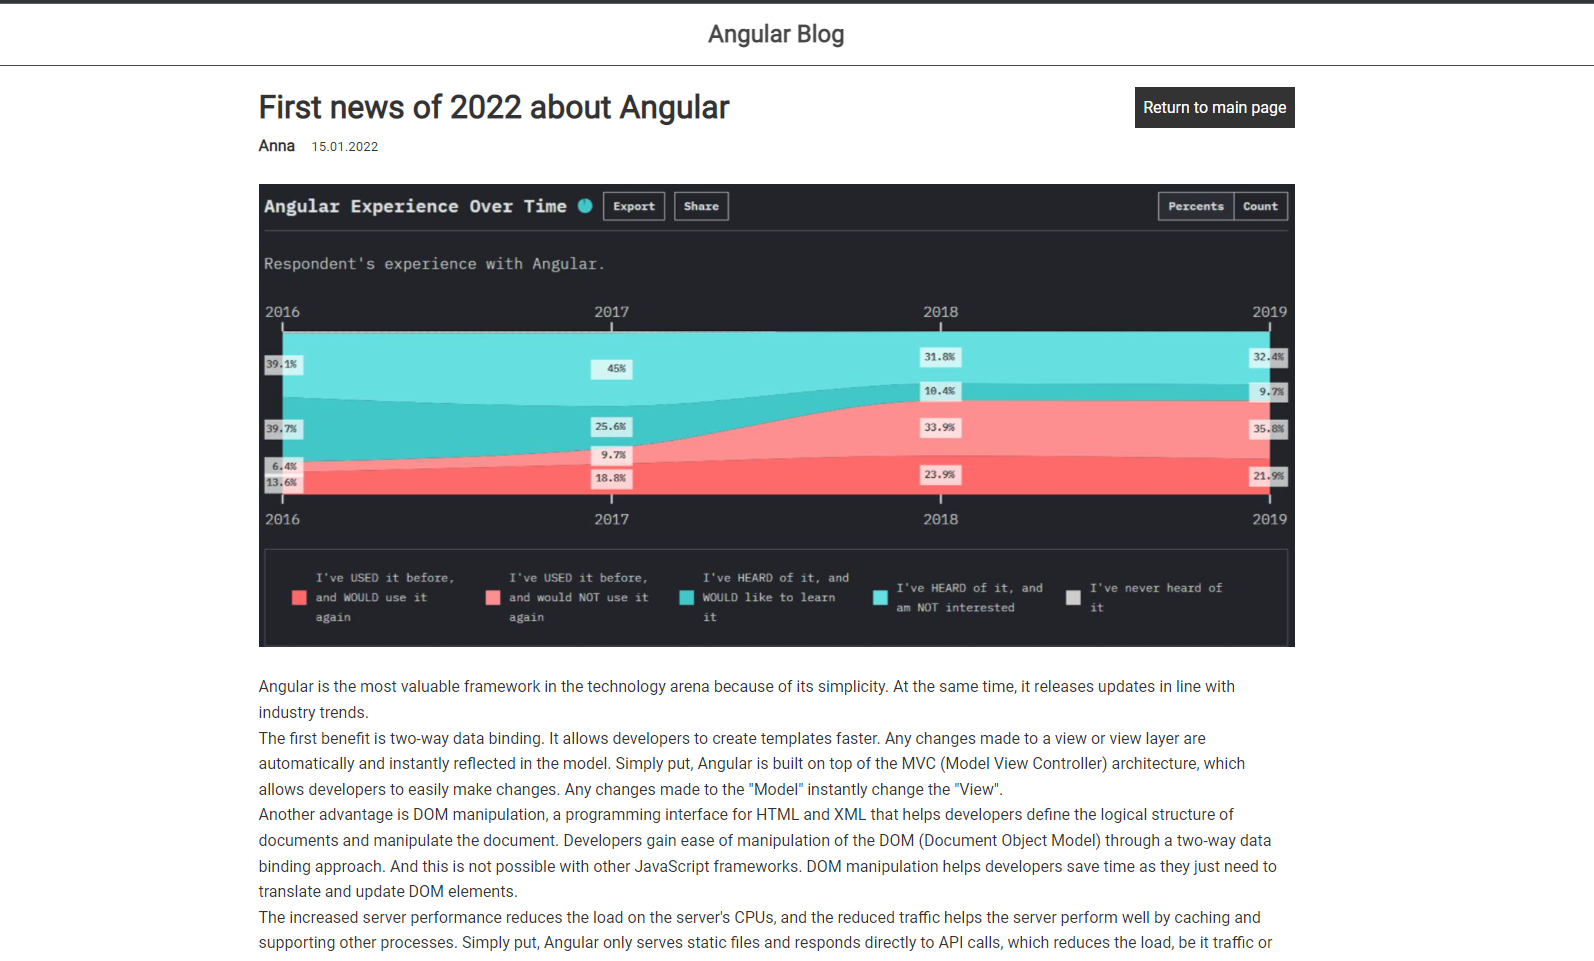 Angular Blog
First news of 2022 about Angular
Return to main page
Anna 15.01.2022
Angular Experience Over Time Export Share Percents Count
Respondent's experience with Angular.
2016 2017 2018 2019
39.1% 45% 31.8% 32.4%
39.7% 25.6% 10.4% 9.7%
6.4% 9.7% 33.9% 35.8%
13.6% 18.8% 23.9% 21.9%
2016 2017 2018 2019
I've USED it before,
and WOULD use it
again
I've USED it before,
and would NOT use it
again
I've HEARD of it, and
WOULD like to learn
it
I've HEARD of it, and
am NOT interested
I've never heard of
it
Angular is the most valuable framework in the technology arena because of its simplicity. At the same time, it releases updates in line with
industry trends.
The first benefit is two-way data binding. It allows developers to create templates faster. Any changes made to a view or view layer are
automatically and instantly reflected in the model. Simply put, Angular is built on top of the MVC (Model View Controller) architecture, which
allows developers to easily make changes. Any changes made to the "Model" instantly change the "View".
Another advantage is DOM manipulation, a programming interface for HTML and XML that helps developers define the logical structure of
documents and manipulate the document. Developers gain ease of manipulation of the DOM (Document Object Model) through a two-way data
binding approach. And this is not possible with other JavaScript frameworks. DOM manipulation helps developers save time as they just need to
translate and update DOM elements.
The increased server performance reduces the load on the server's CPUs, and the reduced traffic helps the server perform well by caching and
supporting other processes. Simply put, Angular only serves static files and responds directly to API calls, which reduces the load, be it traffic or